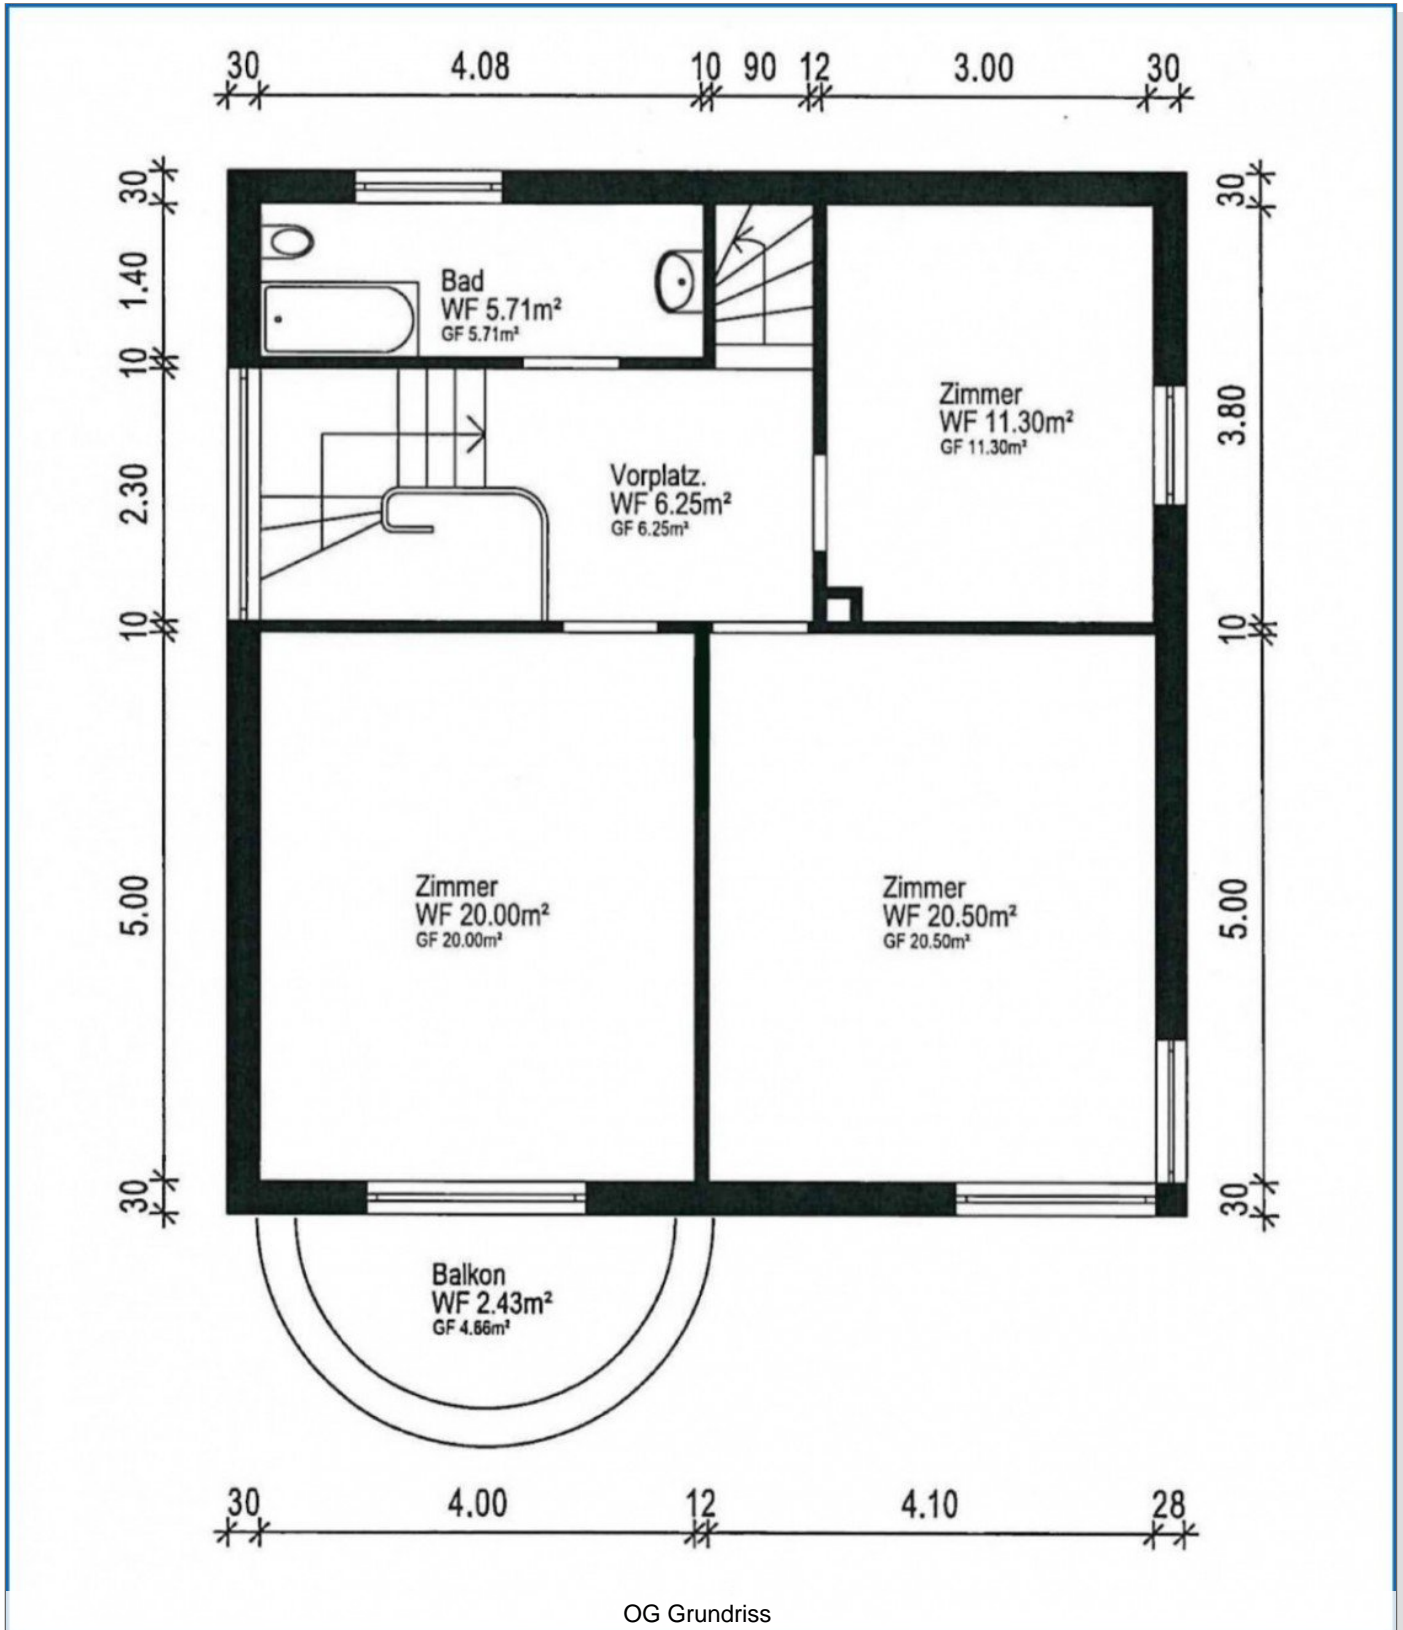 30 4.08 10 90 12 3.00 30
30
1.40
10
2.30
10
5.00
30
Bad
WF 5.71m²
GF 5.71m²
Vorplatz.
WF 6.25m²
GF 6.25m²
Zimmer
WF 11.30m²
GF 11.30m²
30
3.80
10
5.00
30
Zimmer
WF 20.00m²
GF 20.00m²
Zimmer
WF 20.50m²
GF 20.50m²
Balkon
WF 2.43m²
GF 4.66m²
30 4.00 12 4.10 28
OG Grundriss